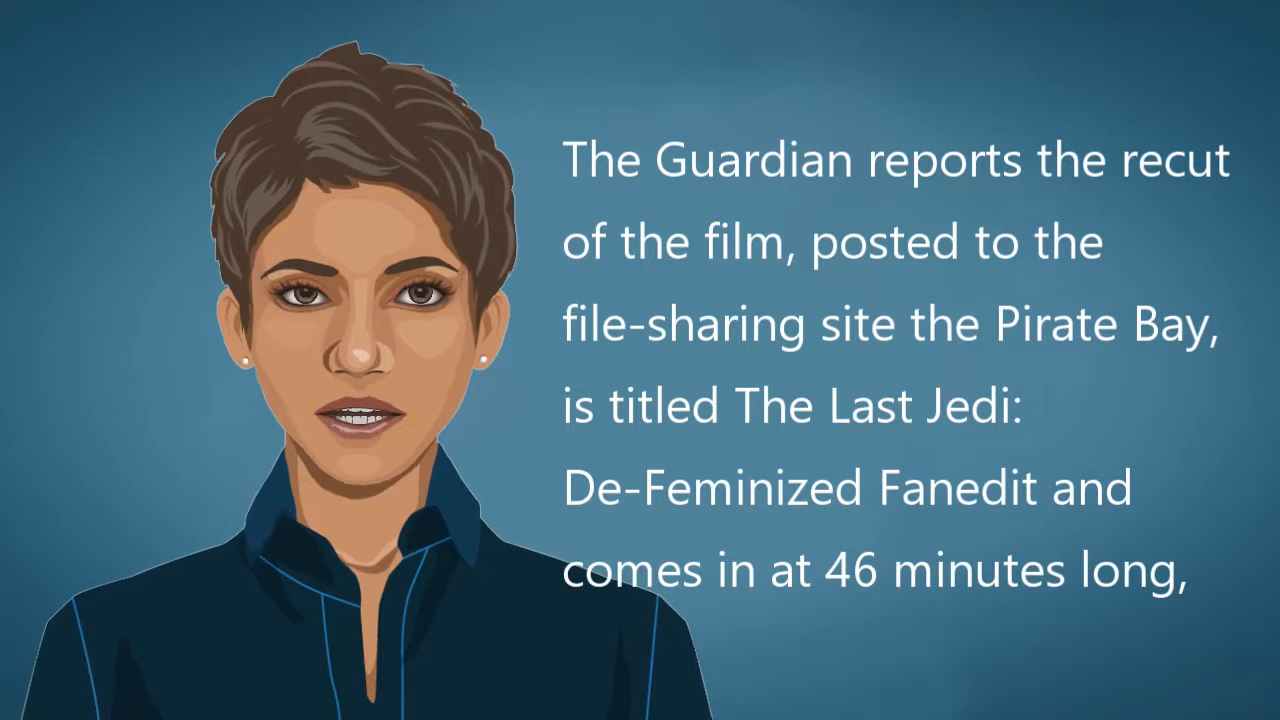 The Guardian reports the recut
of the film, posted to the
file-sharing site the Pirate Bay,
is titled The Last Jedi:
De-Feminized Fanedit and
comes in at 46 minutes long,